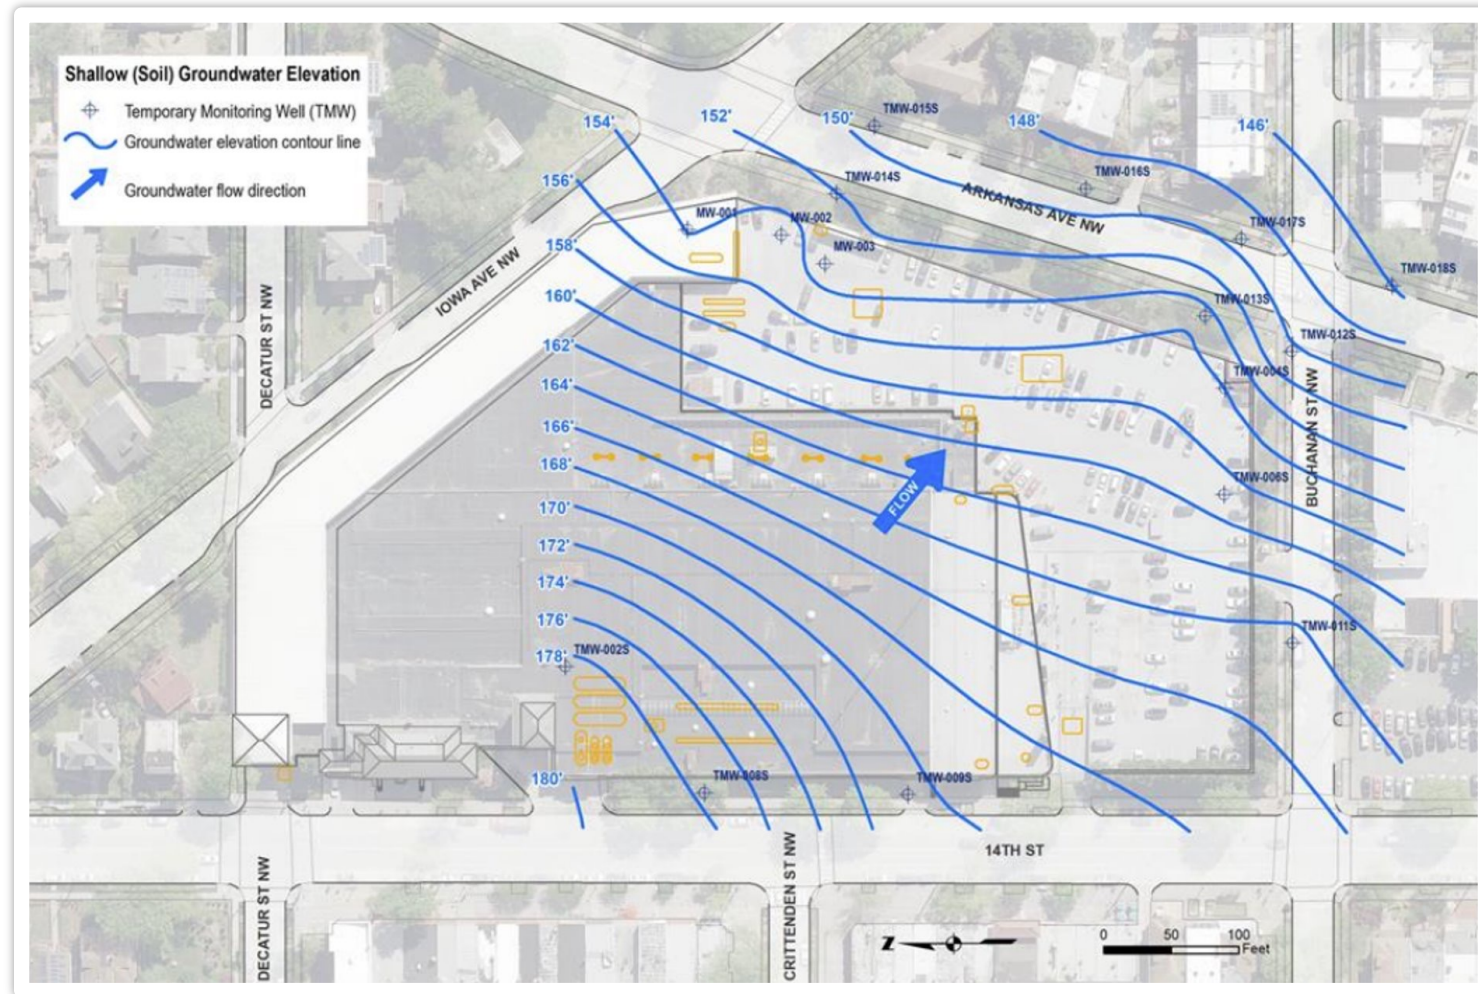 Shallow (Soil) Groundwater Elevation
Temporary Monitoring Well (TMW)
Groundwater elevation contour line
Groundwater flow direction
154'
152'
150'
TMW-015S
148'
146'
156'
TMW-014S
TMW-016S
ARKANSAS AVE NW
MW-001
MW-002
TMW-017S
158'
MW-003
TMW-018S
IOWA AVE NW
160'
TMW-013S
DECATUR ST NW
162'
TMW-012S
164'
TMW-004S
166'
BUCHANAN ST NW
168'
TMW-006S
FLOW
170'
172'
174'
176'
TMW-011S
178'
TMW-002S
180'
TMW-008S
TMW-009S
14TH ST
DECATUR ST NW
CRITTENDEN ST NW
Z
0 50 100
Feet